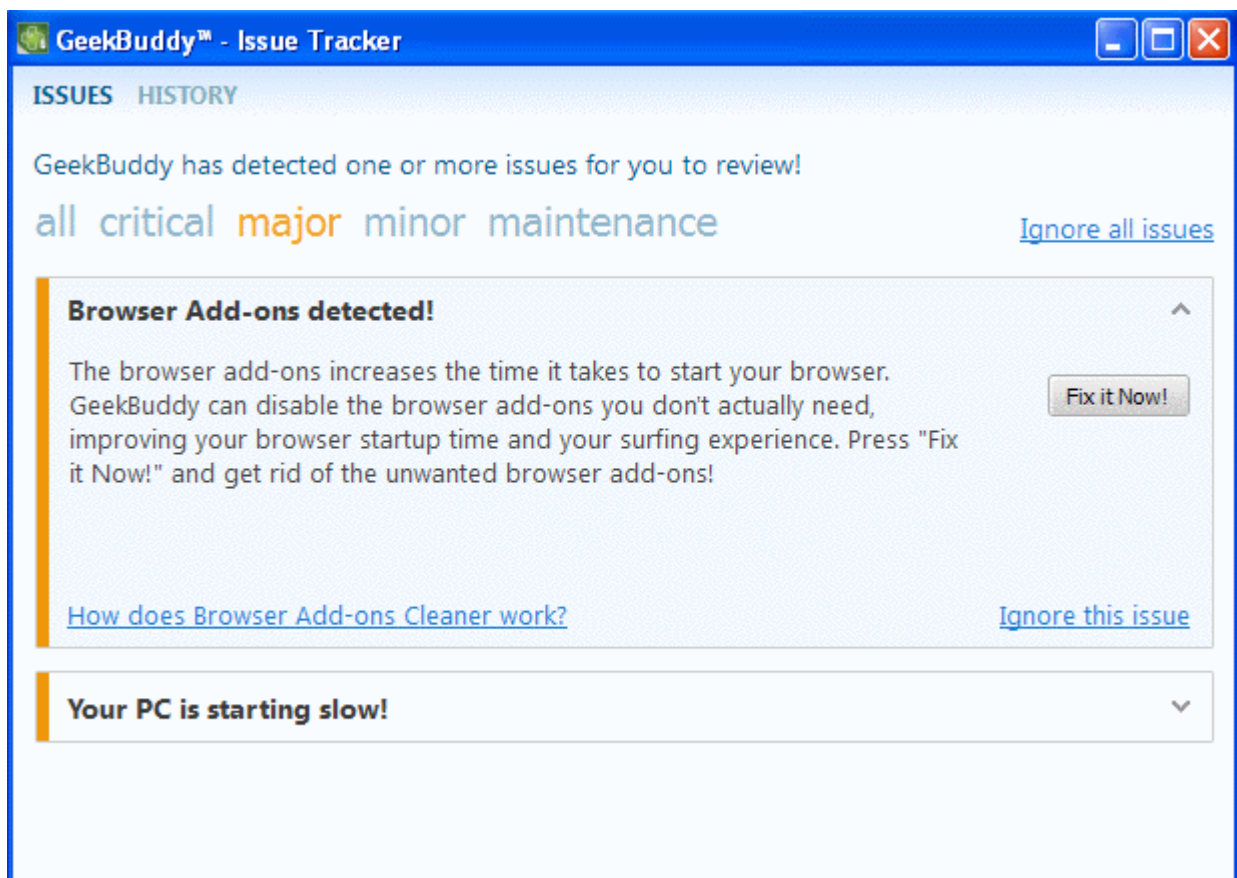 GeekBuddy™ - Issue Tracker
ISSUES HISTORY
GeekBuddy has detected one or more issues for you to review!
all critical major minor maintenance
Ignore all issues
Browser Add-ons detected!
The browser add-ons increases the time it takes to start your browser.
GeekBuddy can disable the browser add-ons you don't actually need,
improving your browser startup time and your surfing experience. Press "Fix
it Now!" and get rid of the unwanted browser add-ons!
Fix it Now!
How does Browser Add-ons Cleaner work?
Ignore this issue
Your PC is starting slow!